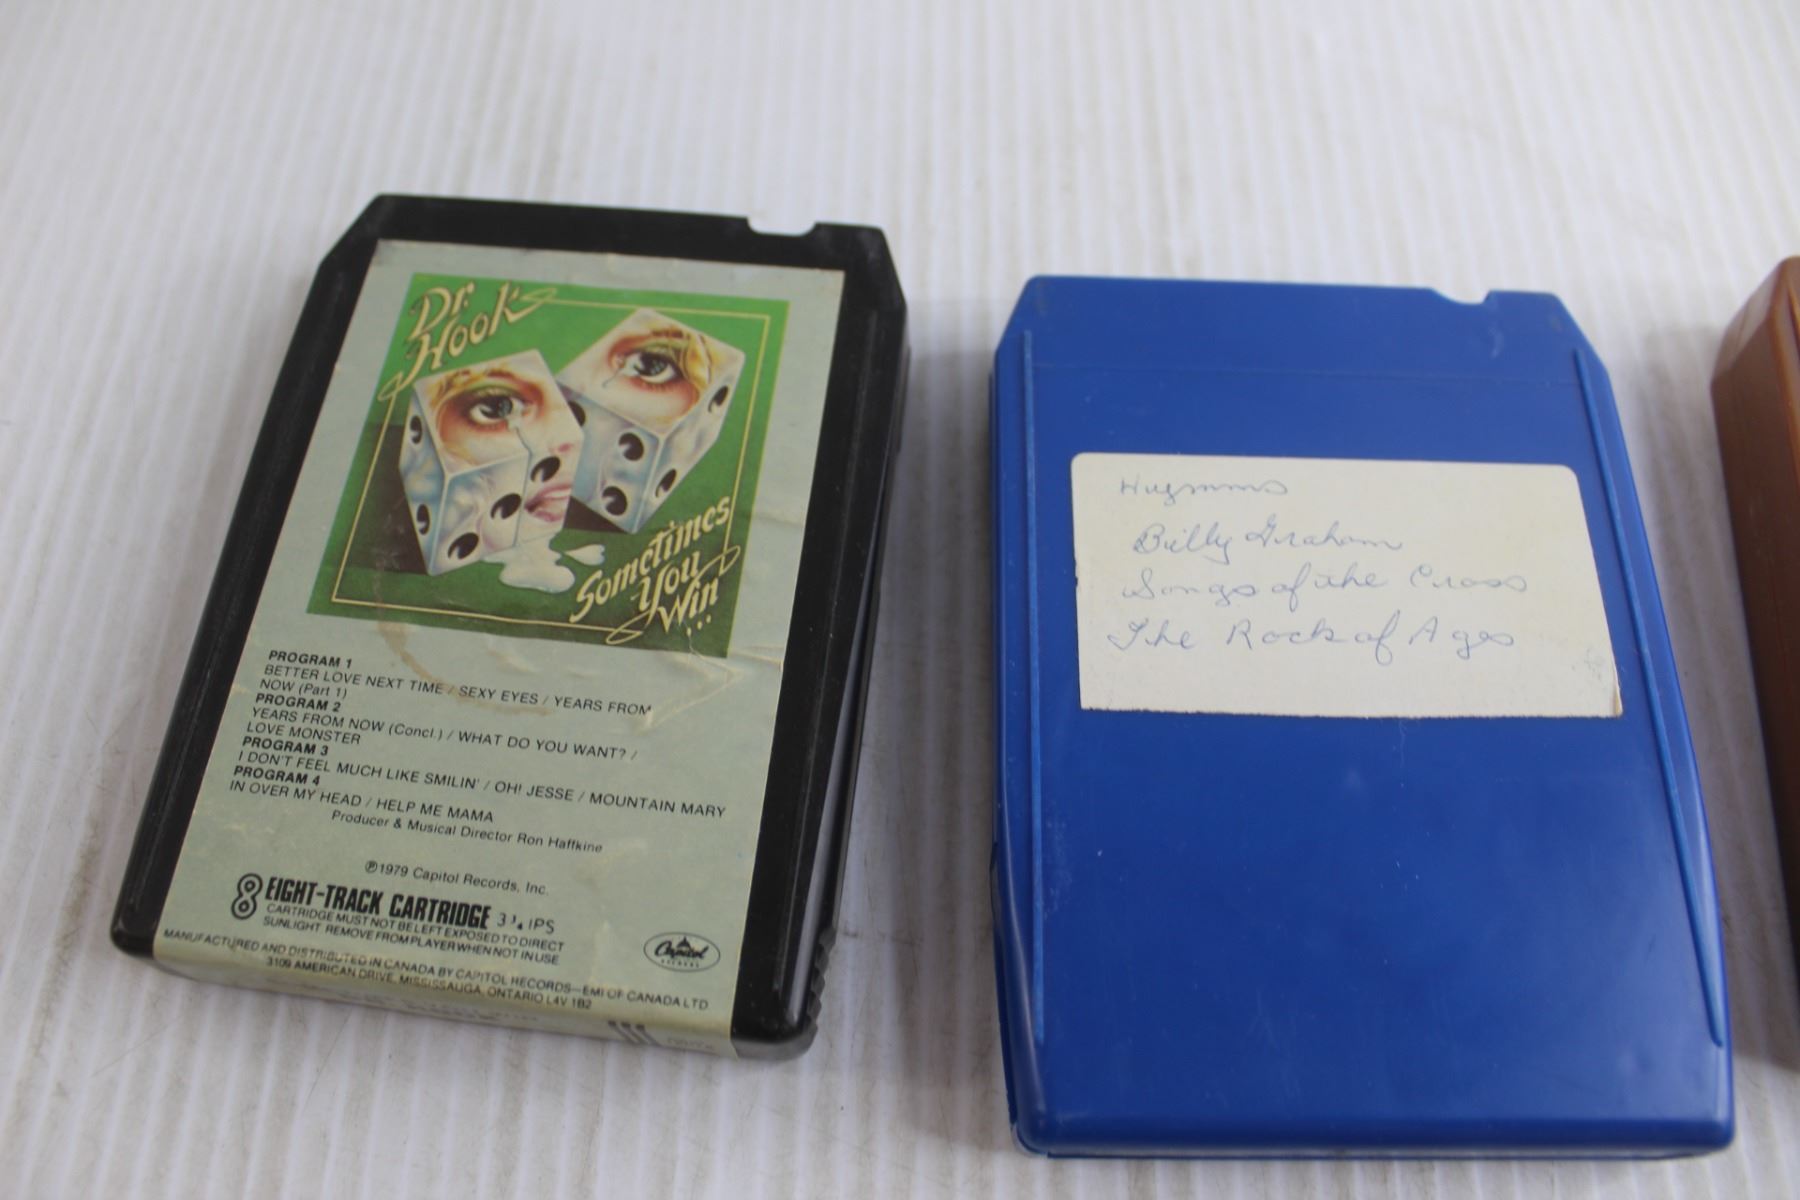 Dr.
Hook
Sometimes
You
Win...
PROGRAM 1
BETTER LOVE NEXT TIME / SEXY EYES / YEARS FROM
NOW (Part 1)
PROGRAM 2
YEARS FROM NOW (Concl.) / WHAT DO YOU WANT? /
LOVE MONSTER
PROGRAM 3
I DON'T FEEL MUCH LIKE SMILIN' / OH! JESSE / MOUNTAIN MARY
PROGRAM 4
IN OVER MY HEAD / HELP ME MAMA
Producer & Musical Director Ron Haffkine
℗1979 Capitol Records, Inc.
8 EIGHT-TRACK CARTRIDGE 3 3/4 IPS
CARTRIDGE MUST NOT BE LEFT EXPOSED TO DIRECT
SUNLIGHT. REMOVE FROM PLAYER WHEN NOT IN USE
Capitol
RECORDS
MANUFACTURED AND DISTRIBUTED IN CANADA BY CAPITOL RECORDS—EMI OF CANADA LTD.
3109 AMERICAN DRIVE, MISSISSAUGA, ONTARIO L4V 1B2
Hugmms
Billy Graham
Songs of the Cross
The Rock of Ages